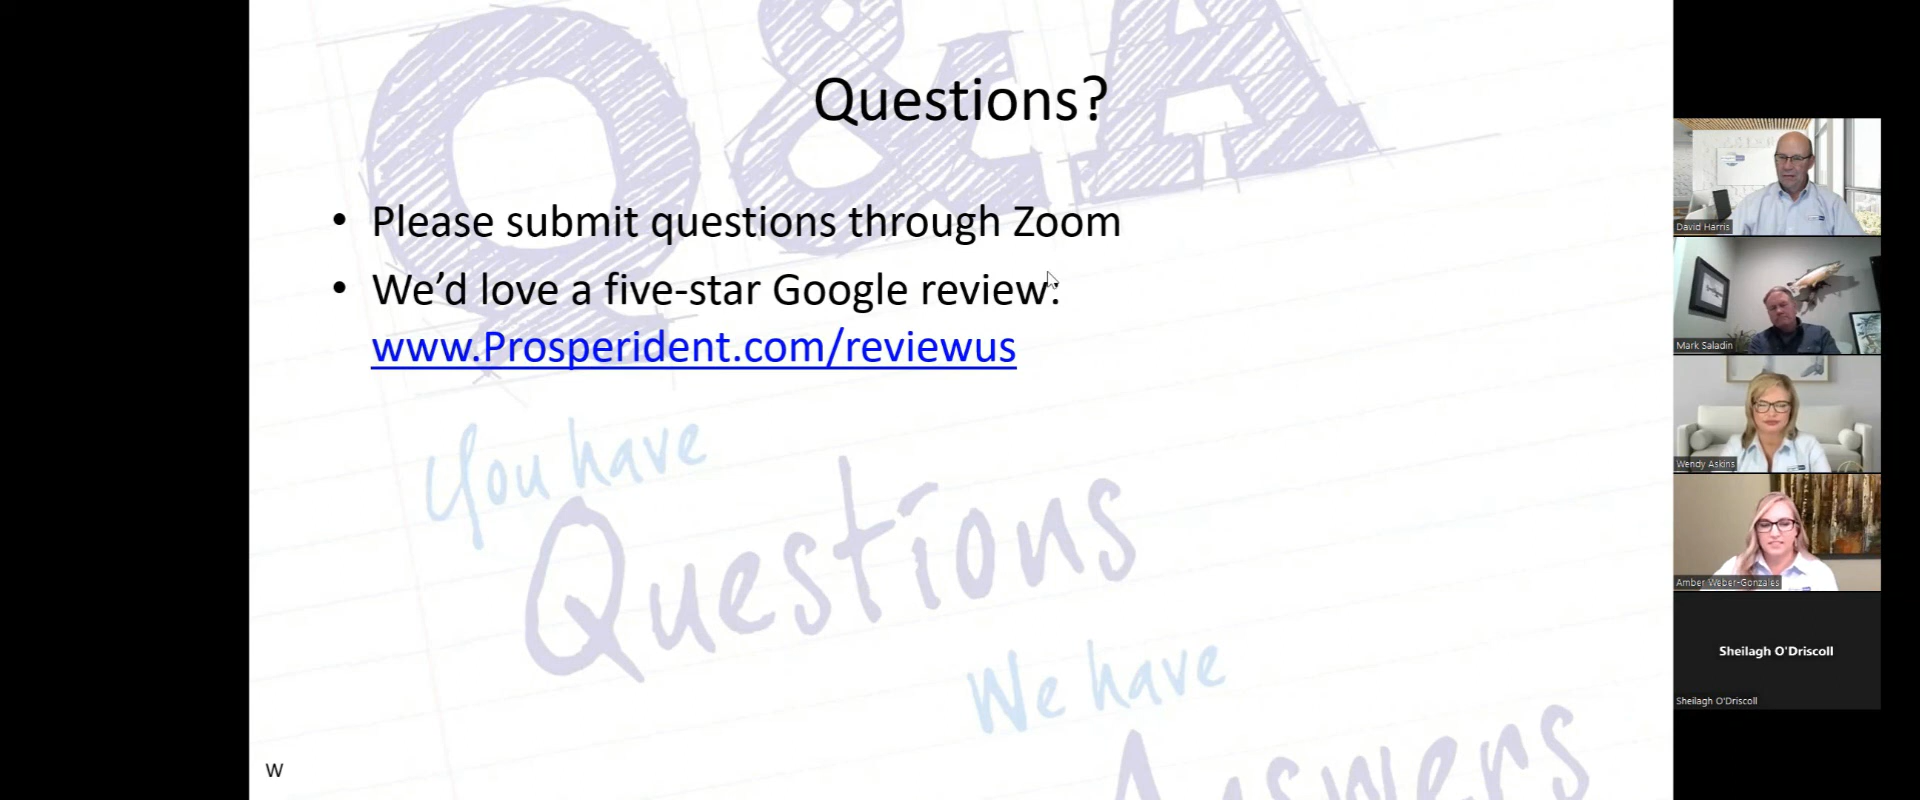 Q&A
Questions?
• Please submit questions through Zoom
• We'd love a five-star Google review:
www.Prosperident.com/reviewus
You have
Questions
We have
Answers
W
David Harris
Mark Saladin
Wendy Askins
Amber Weber-Gonzales
Sheilagh O'Driscoll
Sheilagh O'Driscoll